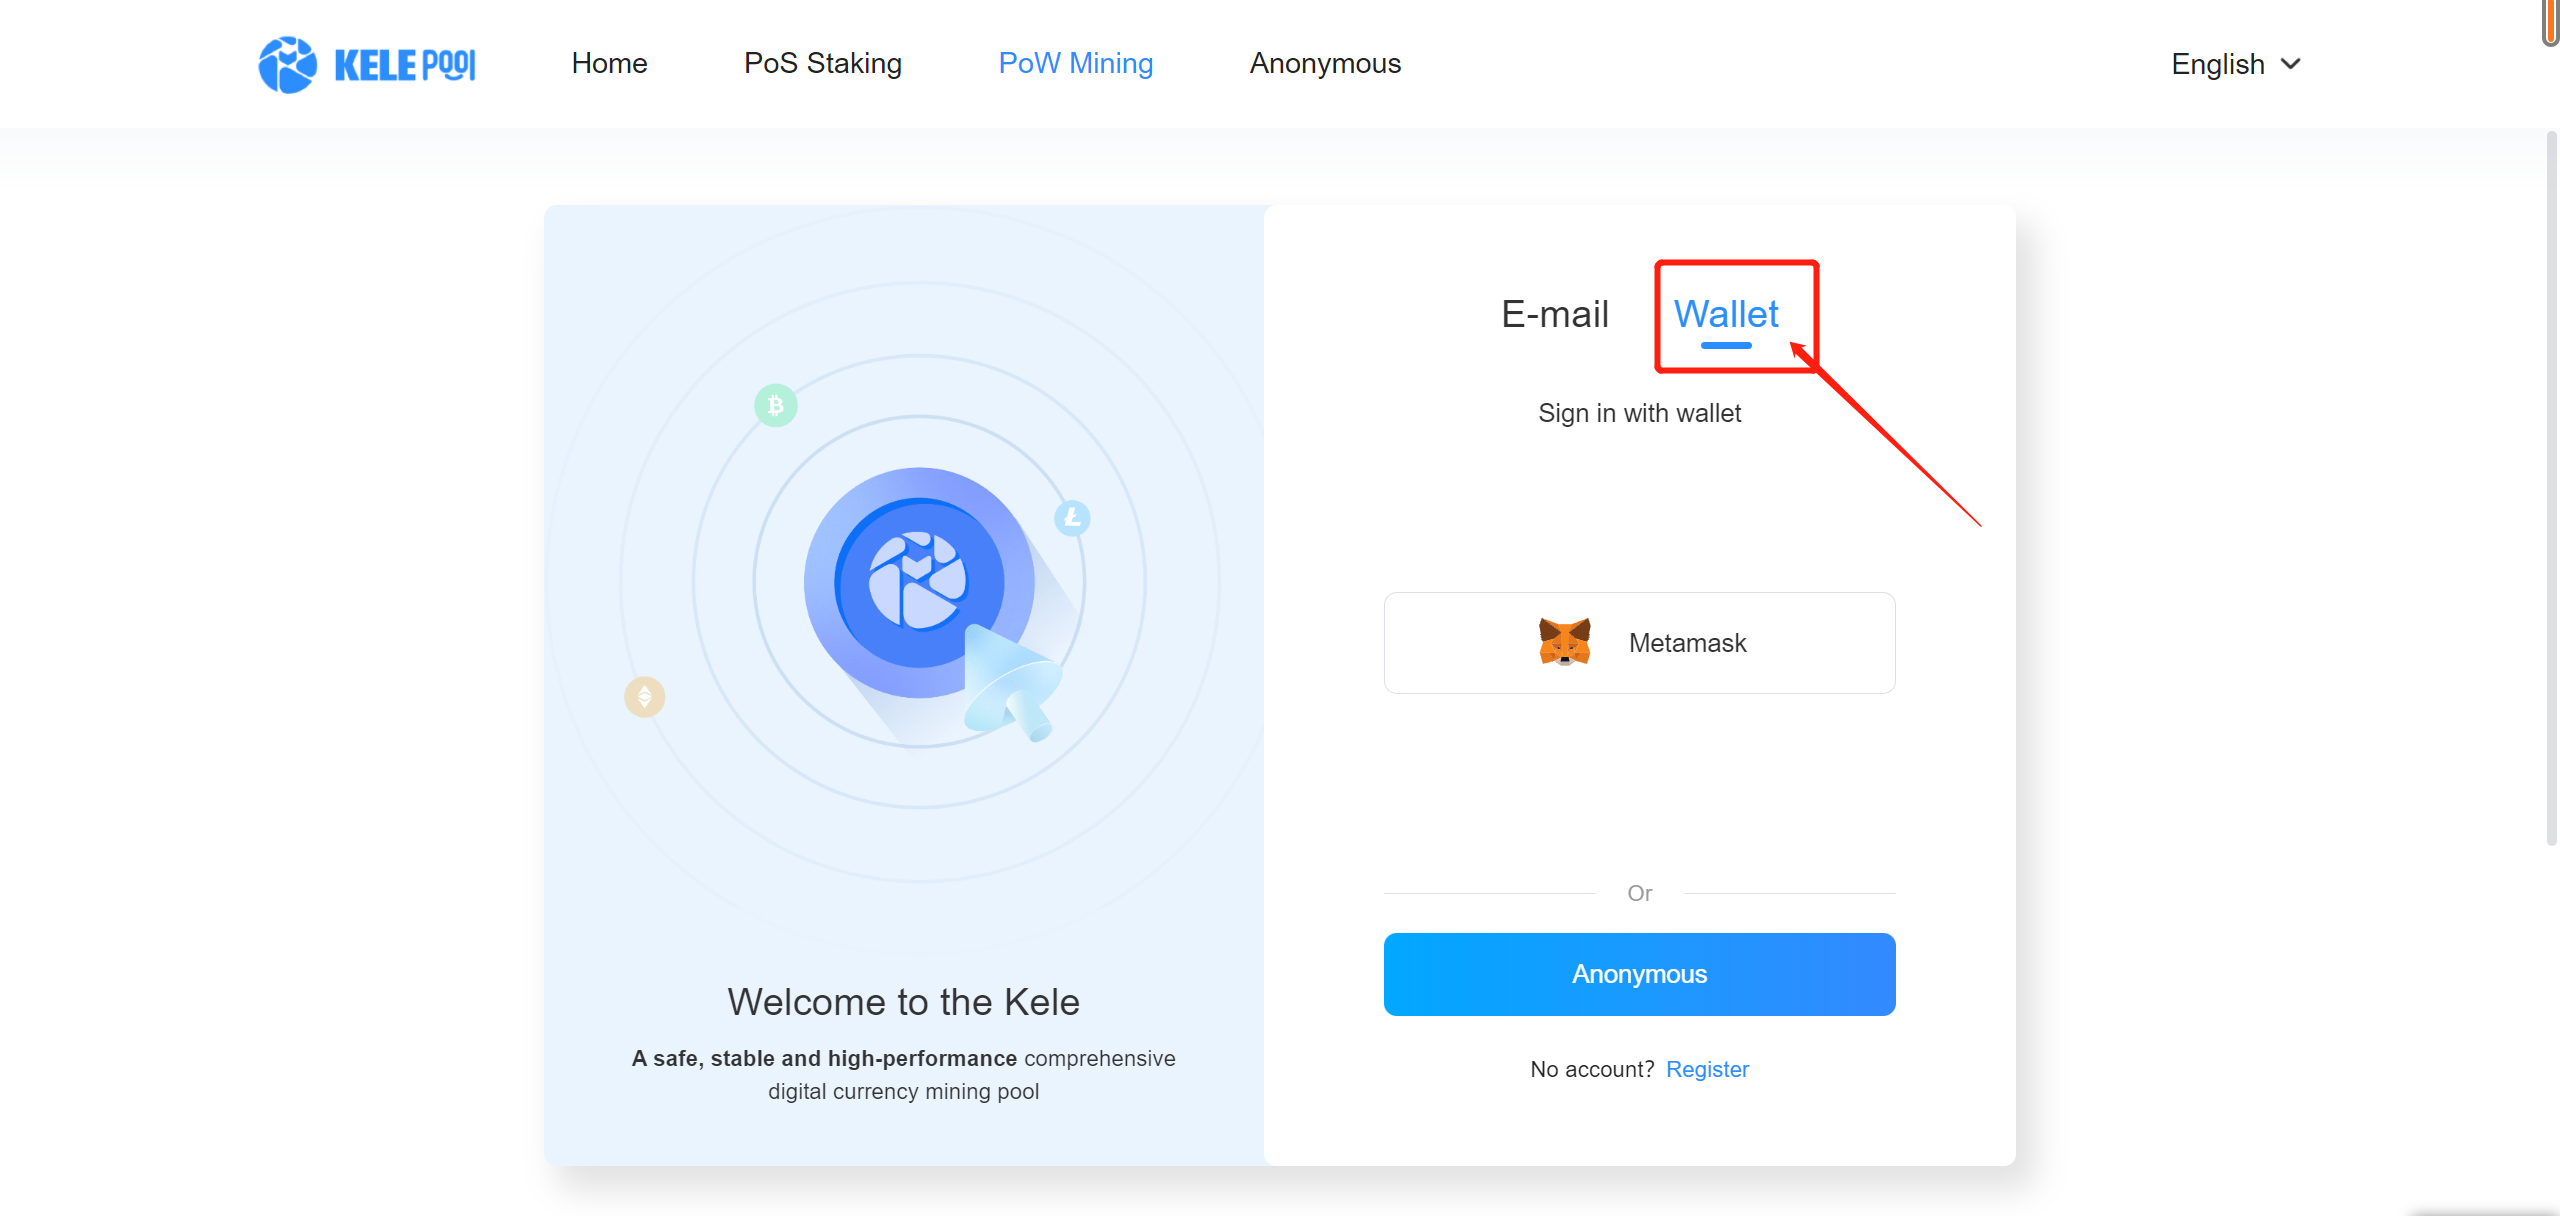 KELE POOL
Home
PoS Staking
PoW Mining
Anonymous
English
E-mail
Wallet
Sign in with wallet
Metamask
Or
Anonymous
No account? Register
Welcome to the Kele
A safe, stable and high-performance comprehensive
digital currency mining pool